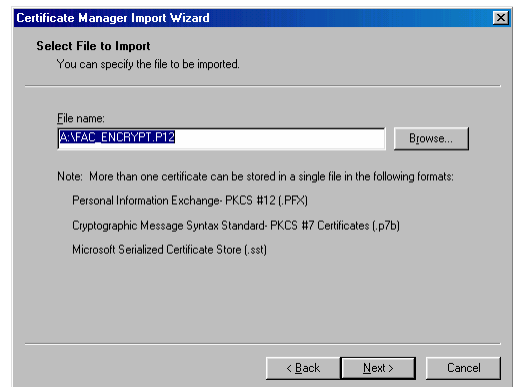 Certificate Manager Import Wizard
Select File to Import
You can specify the file to be imported.
File name:
A:\FAC_ENCRYPT.P12
Browse...
Note: More than one certificate can be stored in a single file in the following formats:
Personal Information Exchange- PKCS #12 (.PFX)
Cryptographic Message Syntax Standard- PKCS #7 Certificates (.p7b)
Microsoft Serialized Certificate Store (.sst)
< Back Next > Cancel